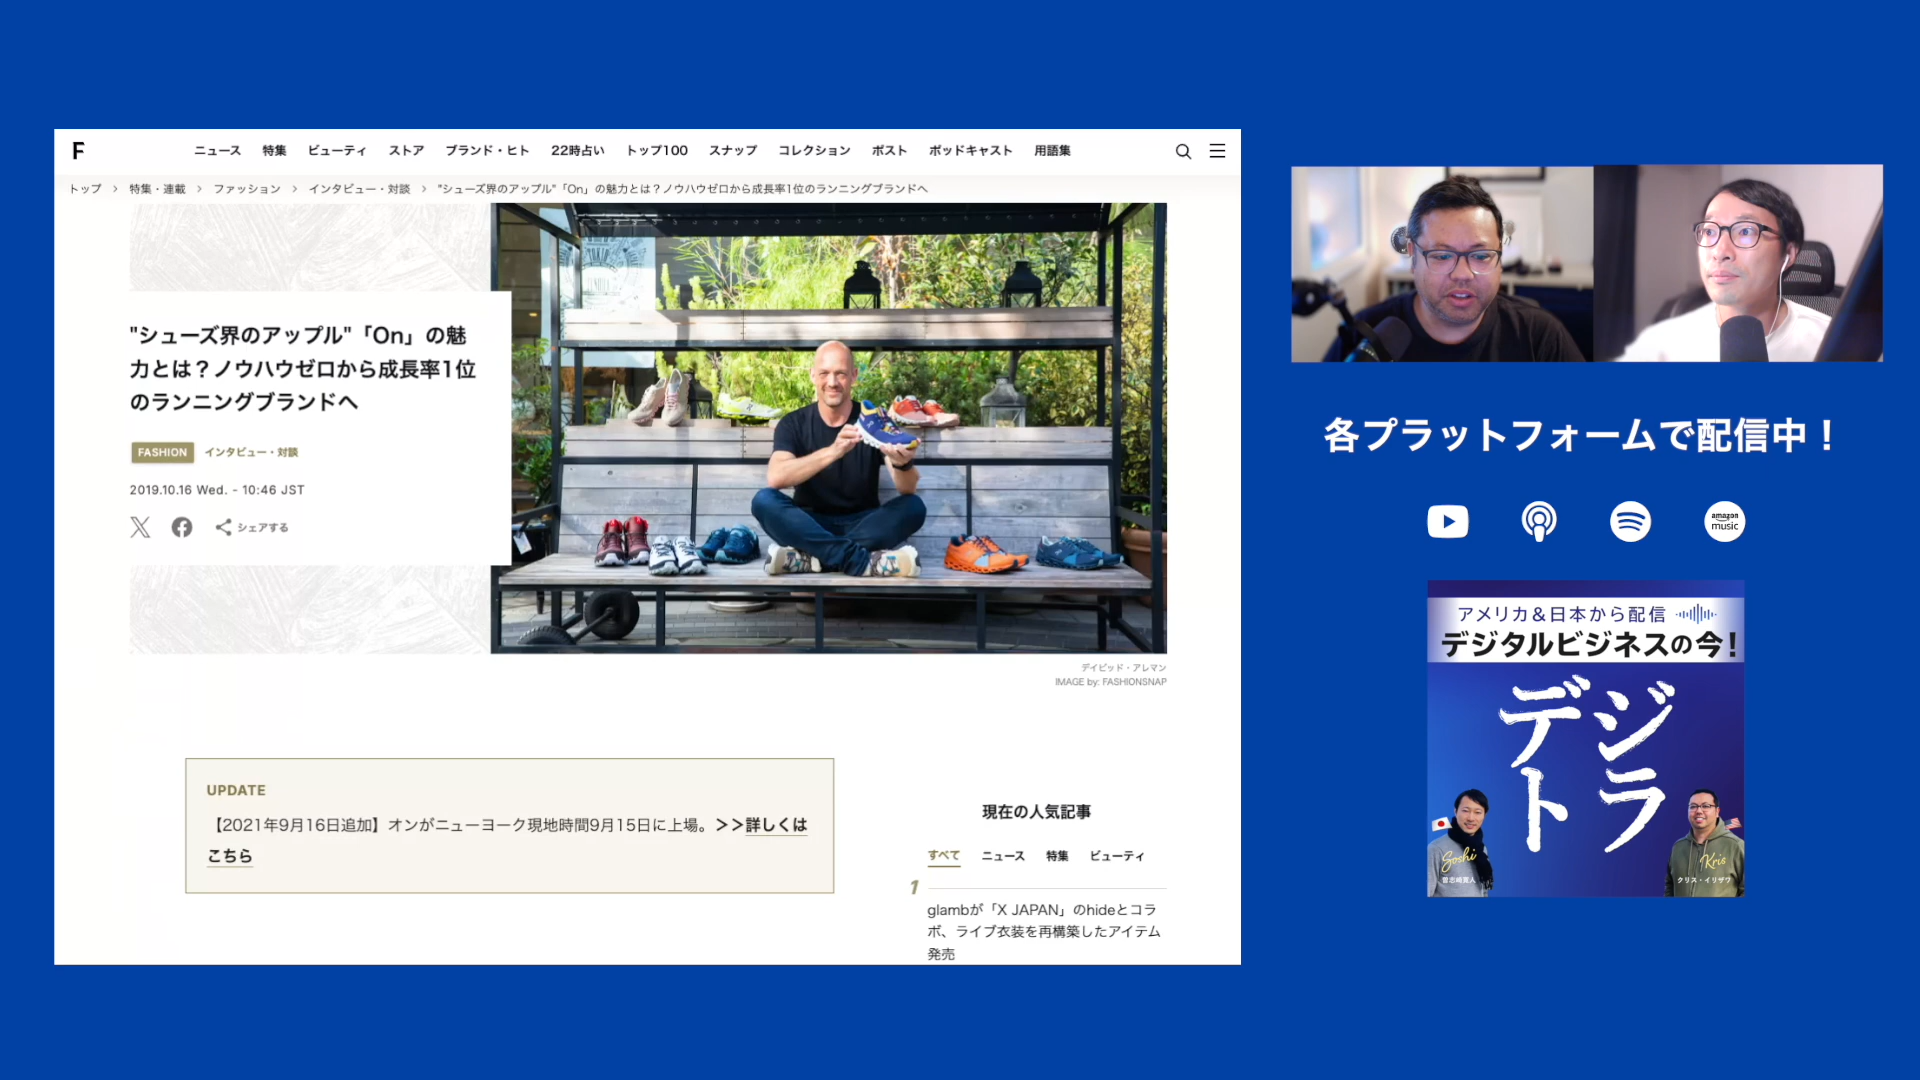 F
ニュース 特集 ビューティ ストア ブランド・ヒト 22時占い トップ100 スナップ コレクション ポスト ポッドキャスト 用語集
トップ > 特集・連載 > ファッション > インタビュー・対談 > "シューズ界のアップル"「On」の魅力とは？ノウハウゼロから成長率1位のランニングブランドへ
"シューズ界のアップル"「On」の魅
力とは？ノウハウゼロから成長率1位
のランニングブランドへ
FASHION インタビュー・対談
2019.10.16 Wed. - 10:46 JST
シェアする
デイビッド・アレマン
IMAGE by: FASHIONSNAP
UPDATE
【2021年9月16日追加】オンがニューヨーク現地時間9月15日に上場。>>詳しくは
こちら
現在の人気記事
すべて ニュース 特集 ビューティ
1
glambが「X JAPAN」のhideとコラ
ボ、ライブ衣装を再構築したアイテム
発売
各プラットフォームで配信中！
amazon
music
アメリカ＆日本から配信
デジタルビジネスの今！
デジ
トラ
Soshi
Kris
クリス・イリザワ